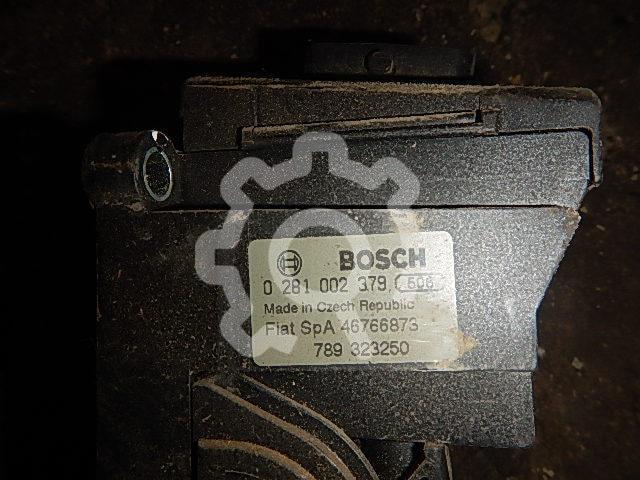 BOSCH
0 281 002 379 506
Made in Czech Republic
Fiat SpA 46766873
789 323250